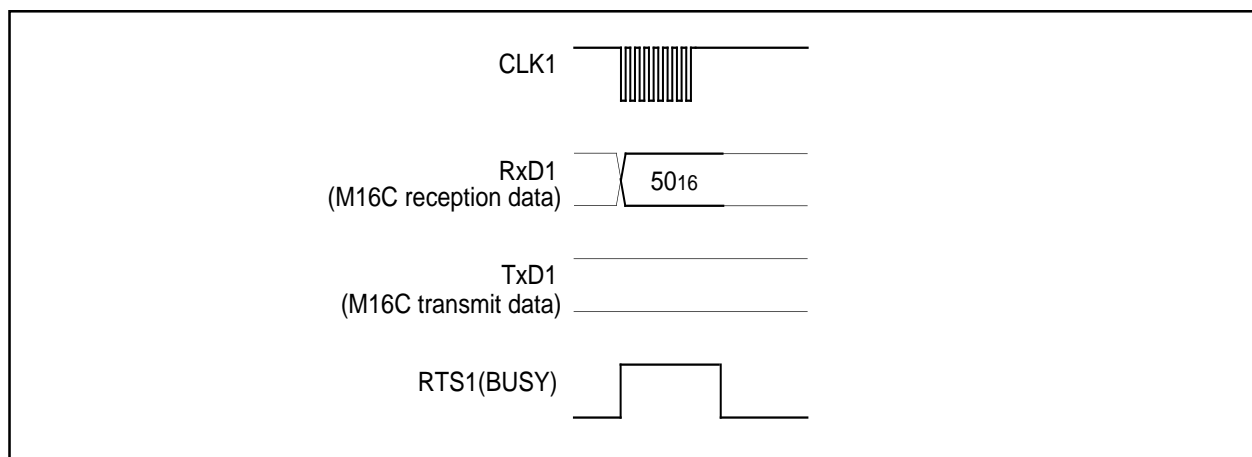 CLK1
RxD1
(M16C reception data)
5016
TxD1
(M16C transmit data)
RTS1(BUSY)